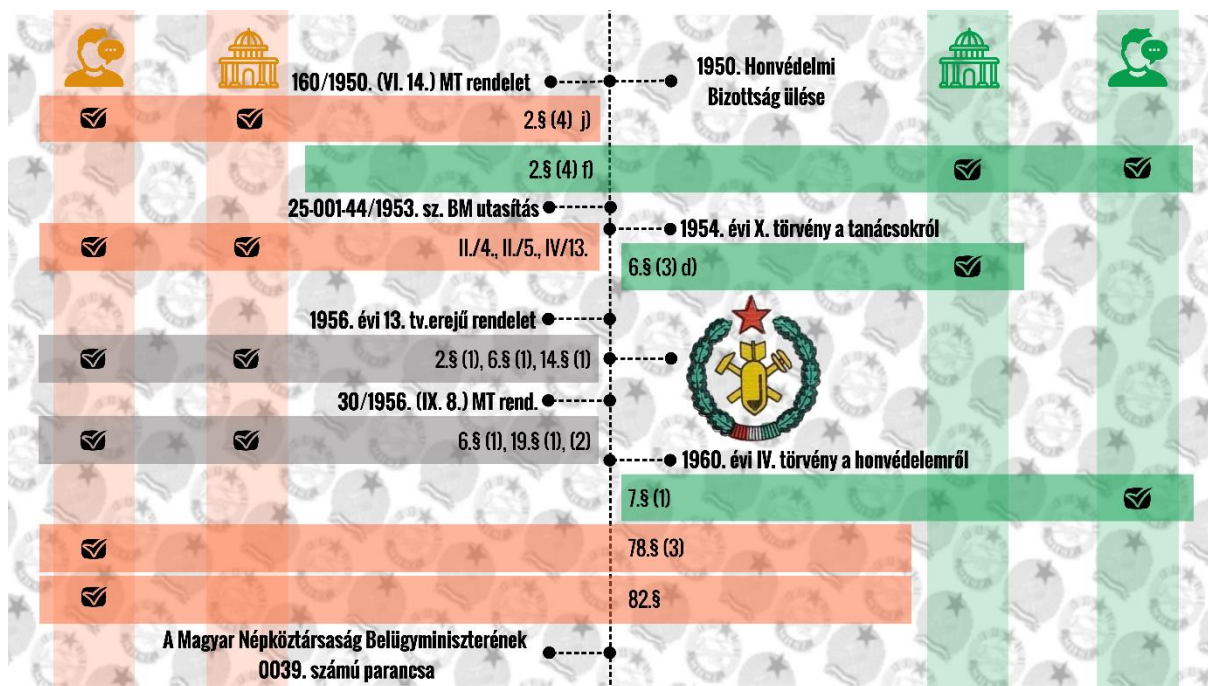 160/1950. (VI. 14.) MT rendelet
1950. Honvédelmi
Bizottság ülése
2.§ (4) j)
2.§ (4) f)
25-001-44/1953. sz. BM utasítás
1954. évi X. törvény a tanácsokról
II./4., II./5., IV/13.
6.§ (3) d)
1956. évi 13. tv.erejű rendelet
2.§ (1), 6.§ (1), 14.§ (1)
30/1956. (IX. 8.) MT rend.
6.§ (1), 19.§ (1), (2)
1960. évi IV. törvény a honvédelemről
7.§ (1)
78.§ (3)
82.§
A Magyar Népköztársaság Belügyminiszterének
0039. számú parancsa